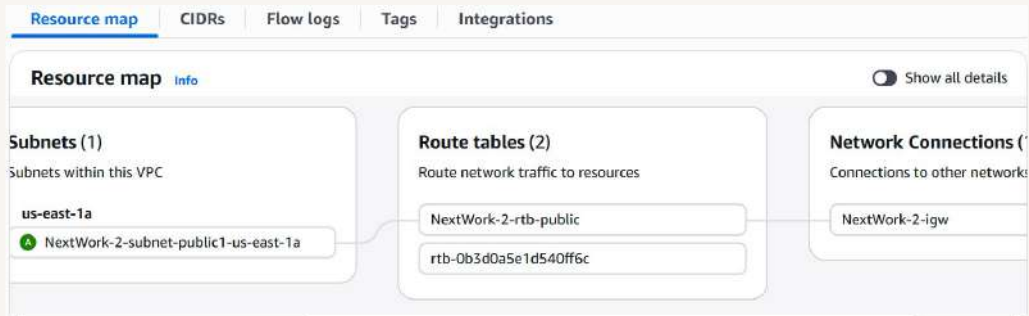 Resource map CIDRs Flow logs Tags Integrations
Resource map Info Show all details
Subnets (1)
Subnets within this VPC
us-east-1a
A NextWork-2-subnet-public1-us-east-1a
Route tables (2)
Route network traffic to resources
NextWork-2-rtb-public
rtb-0b3d0a5e1d540ff6c
Network Connections (
Connections to other networks
NextWork-2-igw